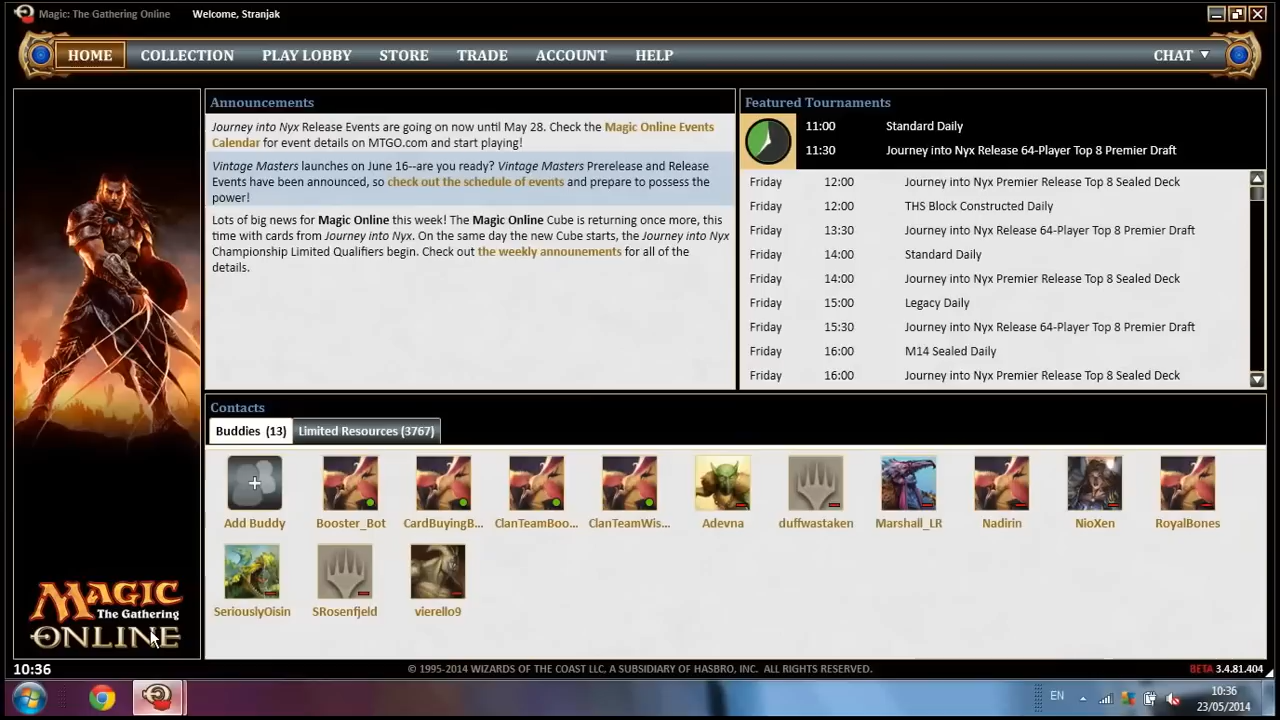 Magic: The Gathering Online
Welcome, Stranjak
HOME COLLECTION PLAY LOBBY STORE TRADE ACCOUNT HELP CHAT
Announcements
Journey into Nyx Release Events are going on now until May 28. Check the Magic Online Events
Calendar for event details on MTGO.com and start playing!
Vintage Masters launches on June 16--are you ready? Vintage Masters Prerelease and Release
Events have been announced, so check out the schedule of events and prepare to possess the
power!
Lots of big news for Magic Online this week! The Magic Online Cube is returning once more, this
time with cards from Journey into Nyx. On the same day the new Cube starts, the Journey into Nyx
Championship Limited Qualifiers begin. Check out the weekly announements for all of the
details.
Featured Tournaments
11:00 Standard Daily
11:30 Journey into Nyx Release 64-Player Top 8 Premier Draft
Friday 12:00 Journey into Nyx Premier Release Top 8 Sealed Deck
Friday 12:00 THS Block Constructed Daily
Friday 13:30 Journey into Nyx Release 64-Player Top 8 Premier Draft
Friday 14:00 Standard Daily
Friday 14:00 Journey into Nyx Premier Release Top 8 Sealed Deck
Friday 15:00 Legacy Daily
Friday 15:30 Journey into Nyx Release 64-Player Top 8 Premier Draft
Friday 16:00 M14 Sealed Daily
Friday 16:00 Journey into Nyx Premier Release Top 8 Sealed Deck
Contacts
Buddies (13) Limited Resources (3767)
Add Buddy Booster_Bot CardBuyingB... ClanTeamBoo... ClanTeamWis... Adevna duffwastaken Marshall_LR Nadirin NioXen RoyalBones
SeriouslyOisin SRosenfjeld vierello9
MAGIC
The Gathering
ONLINE
10:36
© 1995-2014 WIZARDS OF THE COAST LLC, A SUBSIDIARY OF HASBRO, INC. ALL RIGHTS RESERVED.
BETA 3.4.81.404
EN
10:36
23/05/2014